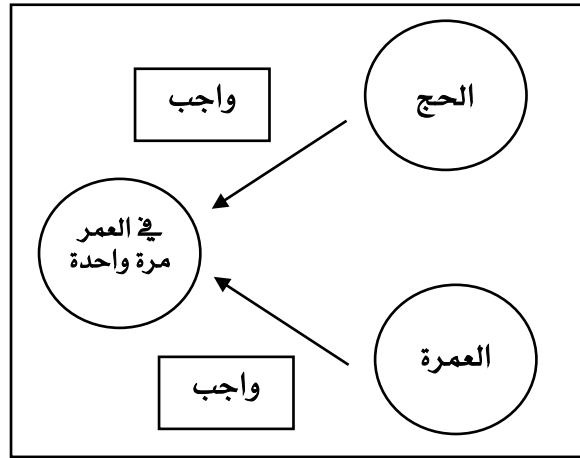 الحج
واجب
في العمر
مرة واحدة
العمرة
واجب